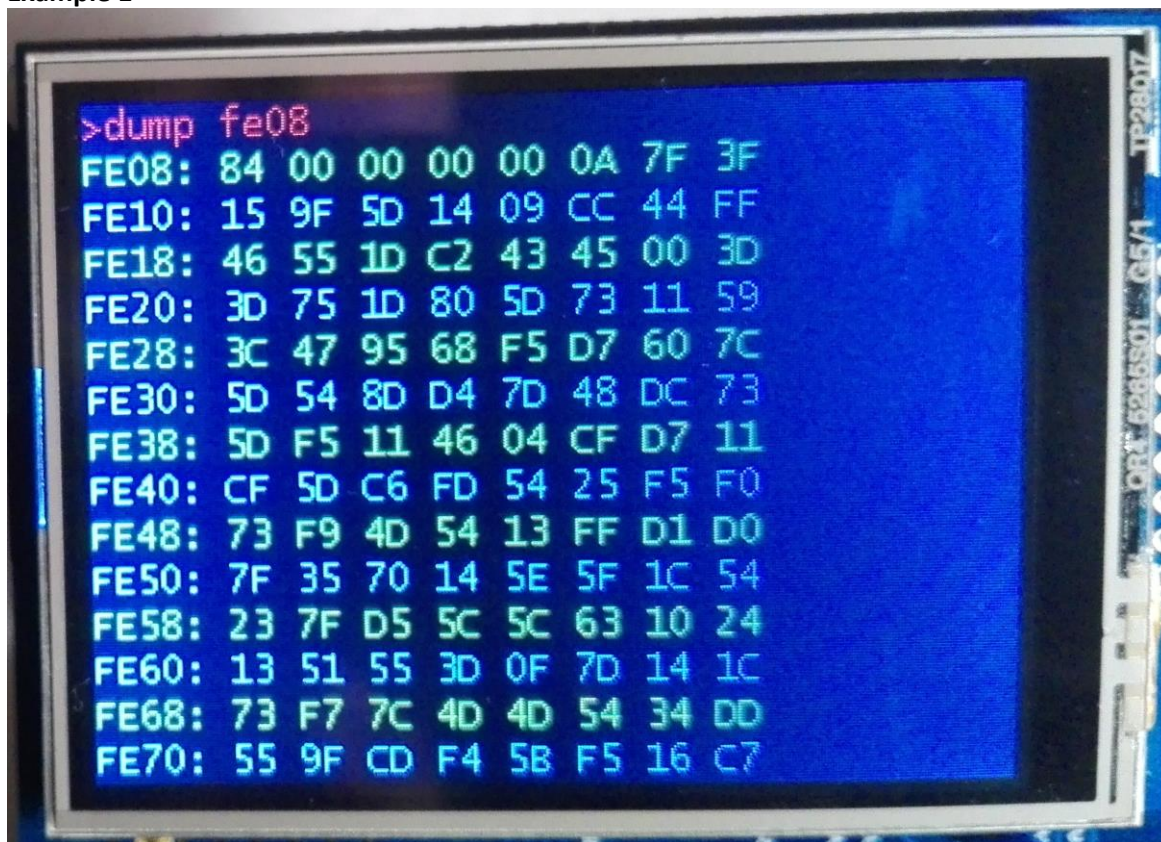 >dump fe08
FE08: 84 00 00 00 00 0A 7F 3F
FE10: 15 9F 5D 14 09 CC 44 FF
FE18: 46 55 1D C2 43 45 00 3D
FE20: 3D 75 1D 80 5D 73 11 59
FE28: 3C 47 95 68 F5 D7 60 7C
FE30: 5D 54 8D D4 7D 48 DC 73
FE38: 5D F5 11 46 04 CF D7 11
FE40: CF 5D C6 FD 54 25 F5 F0
FE48: 73 F9 4D 54 13 FF D1 D0
FE50: 7F 35 70 14 5E 5F 1C 54
FE58: 23 7F D5 5C 5C 63 10 24
FE60: 13 51 55 3D 0F 7D 14 1C
FE68: 73 F7 7C 4D 4D 54 34 DD
FE70: 55 9F CD F4 5B F5 16 C7
TP28017
G5/1